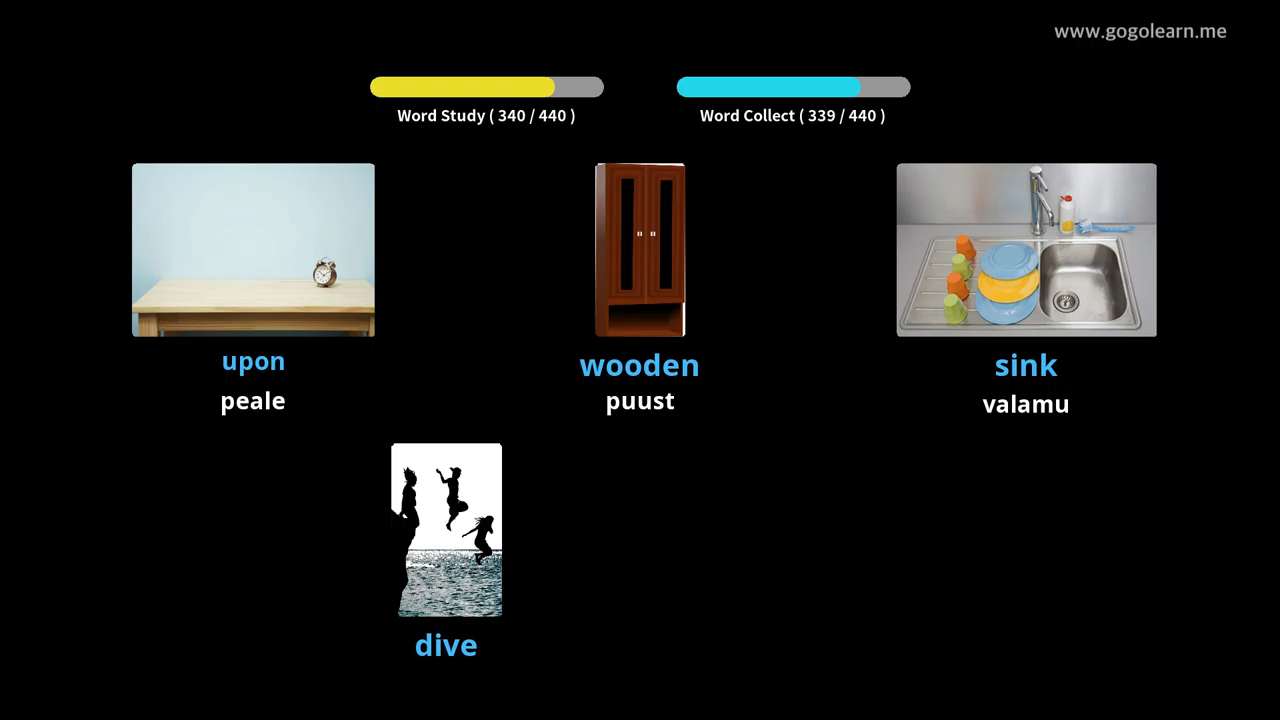 www.gogolearn.me
Word Study ( 340 / 440 )
Word Collect ( 339 / 440 )
upon
peale
wooden
puust
sink
valamu
dive